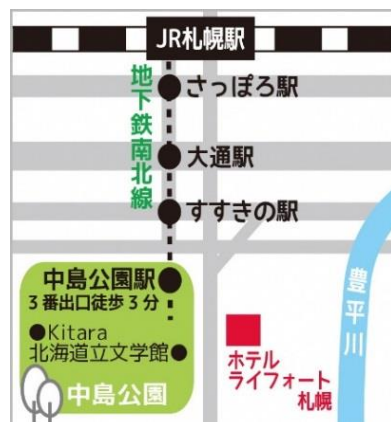 JR札幌駅
地下鉄南北線
さっぽろ駅
大通駅
すすきの駅
中島公園駅
3番出口徒歩3分
●Kitara
北海道立文学館●
中島公園
ホテル
ライフォート
札幌
豊平川